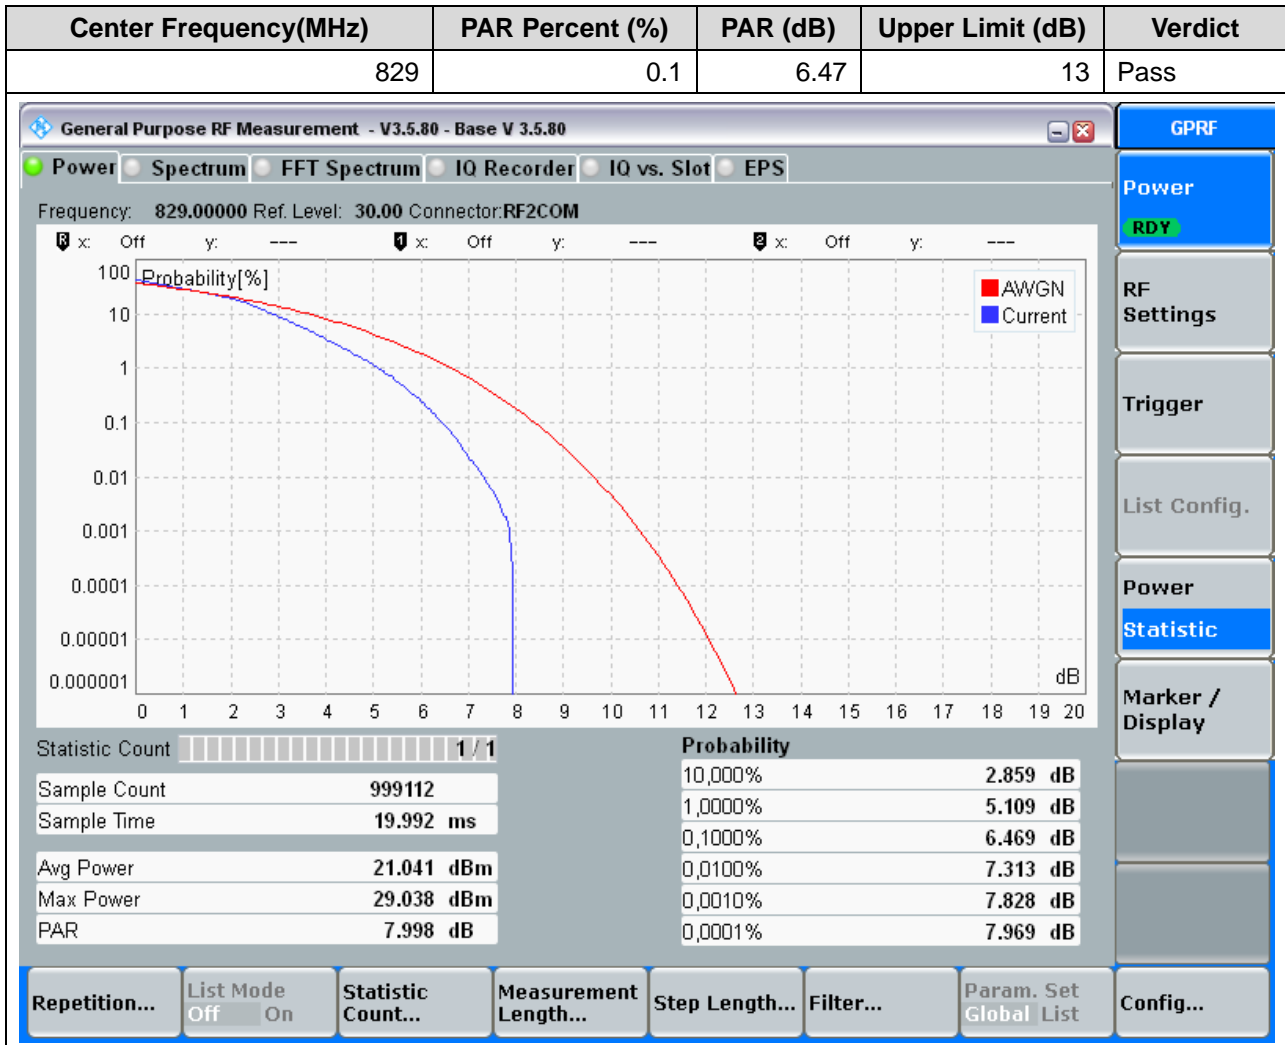 Center Frequency(MHz) PAR Percent (%) PAR (dB) Upper Limit (dB) Verdict
829 0.1 6.47 13 Pass
General Purpose RF Measurement - V3.5.80 - Base V 3.5.80
GPRF
Power Spectrum FFT Spectrum IQ Recorder IQ vs. Slot EPS
Power
RDY
Frequency: 829.00000 Ref. Level: 30.00 Connector:RF2COM
R x: Off y: --- 1 x: Off y: --- 2 x: Off y: ---
Probability[%]
AWGN
Current
100
10
1
0.1
0.01
0.001
0.0001
0.00001
0.000001
dB
0 1 2 3 4 5 6 7 8 9 10 11 12 13 14 15 16 17 18 19 20
RF
Settings
Trigger
List Config.
Power
Statistic
Marker /
Display
Statistic Count 1 / 1
Sample Count 999112
Sample Time 19.992 ms
Avg Power 21.041 dBm
Max Power 29.038 dBm
PAR 7.998 dB
Probability
10,000% 2.859 dB
1,0000% 5.109 dB
0,1000% 6.469 dB
0,0100% 7.313 dB
0,0010% 7.828 dB
0,0001% 7.969 dB
Repetition...
List Mode
Off On
Statistic
Count...
Measurement
Length...
Step Length...
Filter...
Param. Set
Global List
Config...